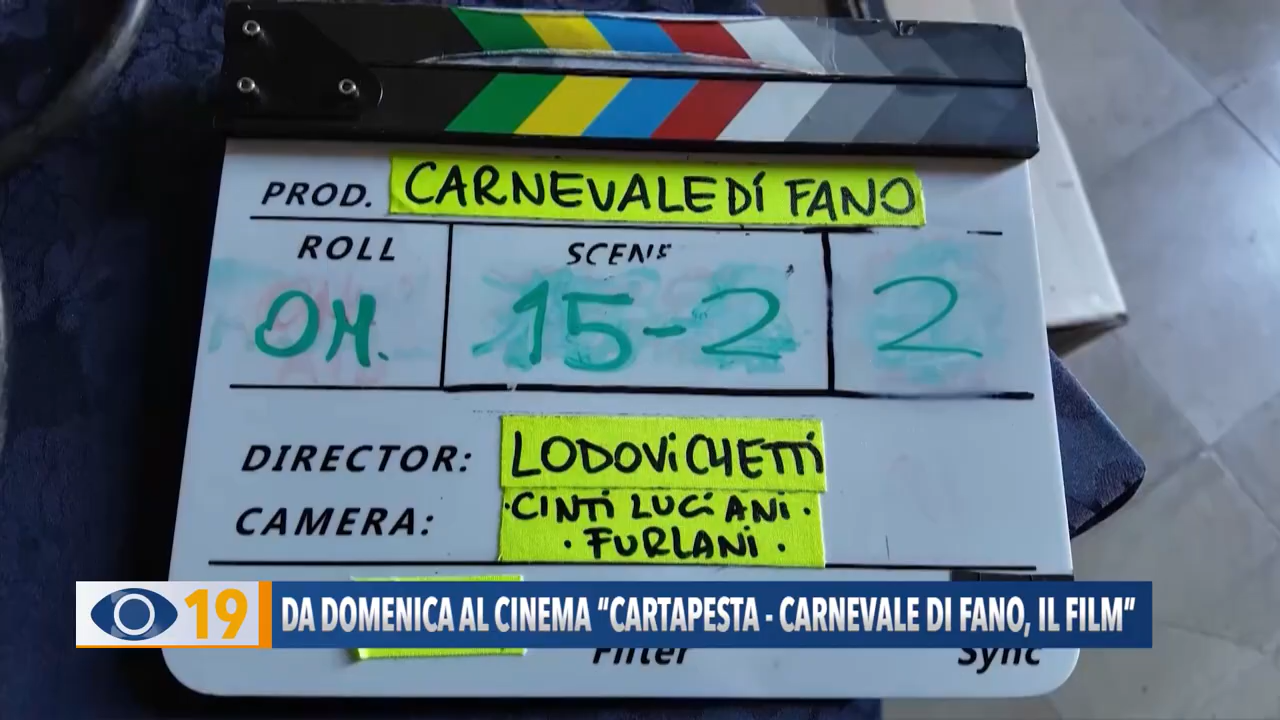 PROD. CARNEVALE DI FANO
ROLL SCENE
OM. 15-2 2
DIRECTOR: LODOVICHETTI
CAMERA: ·CINTI LUCIANI·
·FURLANI·
19 DA DOMENICA AL CINEMA “CARTAPESTA - CARNEVALE DI FANO, IL FILM”
Filter Sync